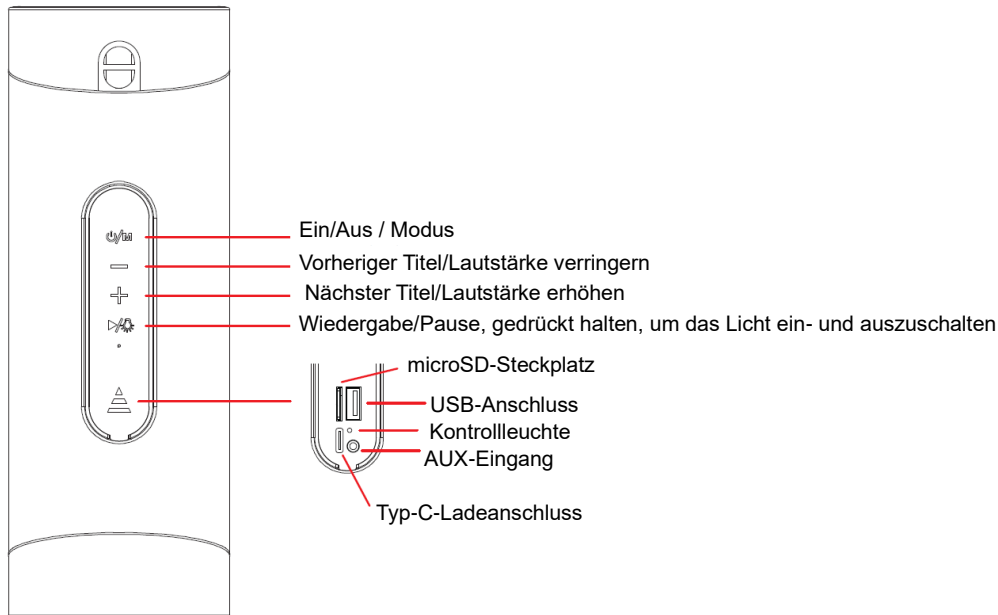 ⏻/M
Ein/Aus / Modus
Vorheriger Titel/Lautstärke verringern
Nächster Titel/Lautstärke erhöhen
Wiedergabe/Pause, gedrückt halten, um das Licht ein- und auszuschalten
microSD-Steckplatz
USB-Anschluss
Kontrollleuchte
AUX-Eingang
Typ-C-Ladeanschluss